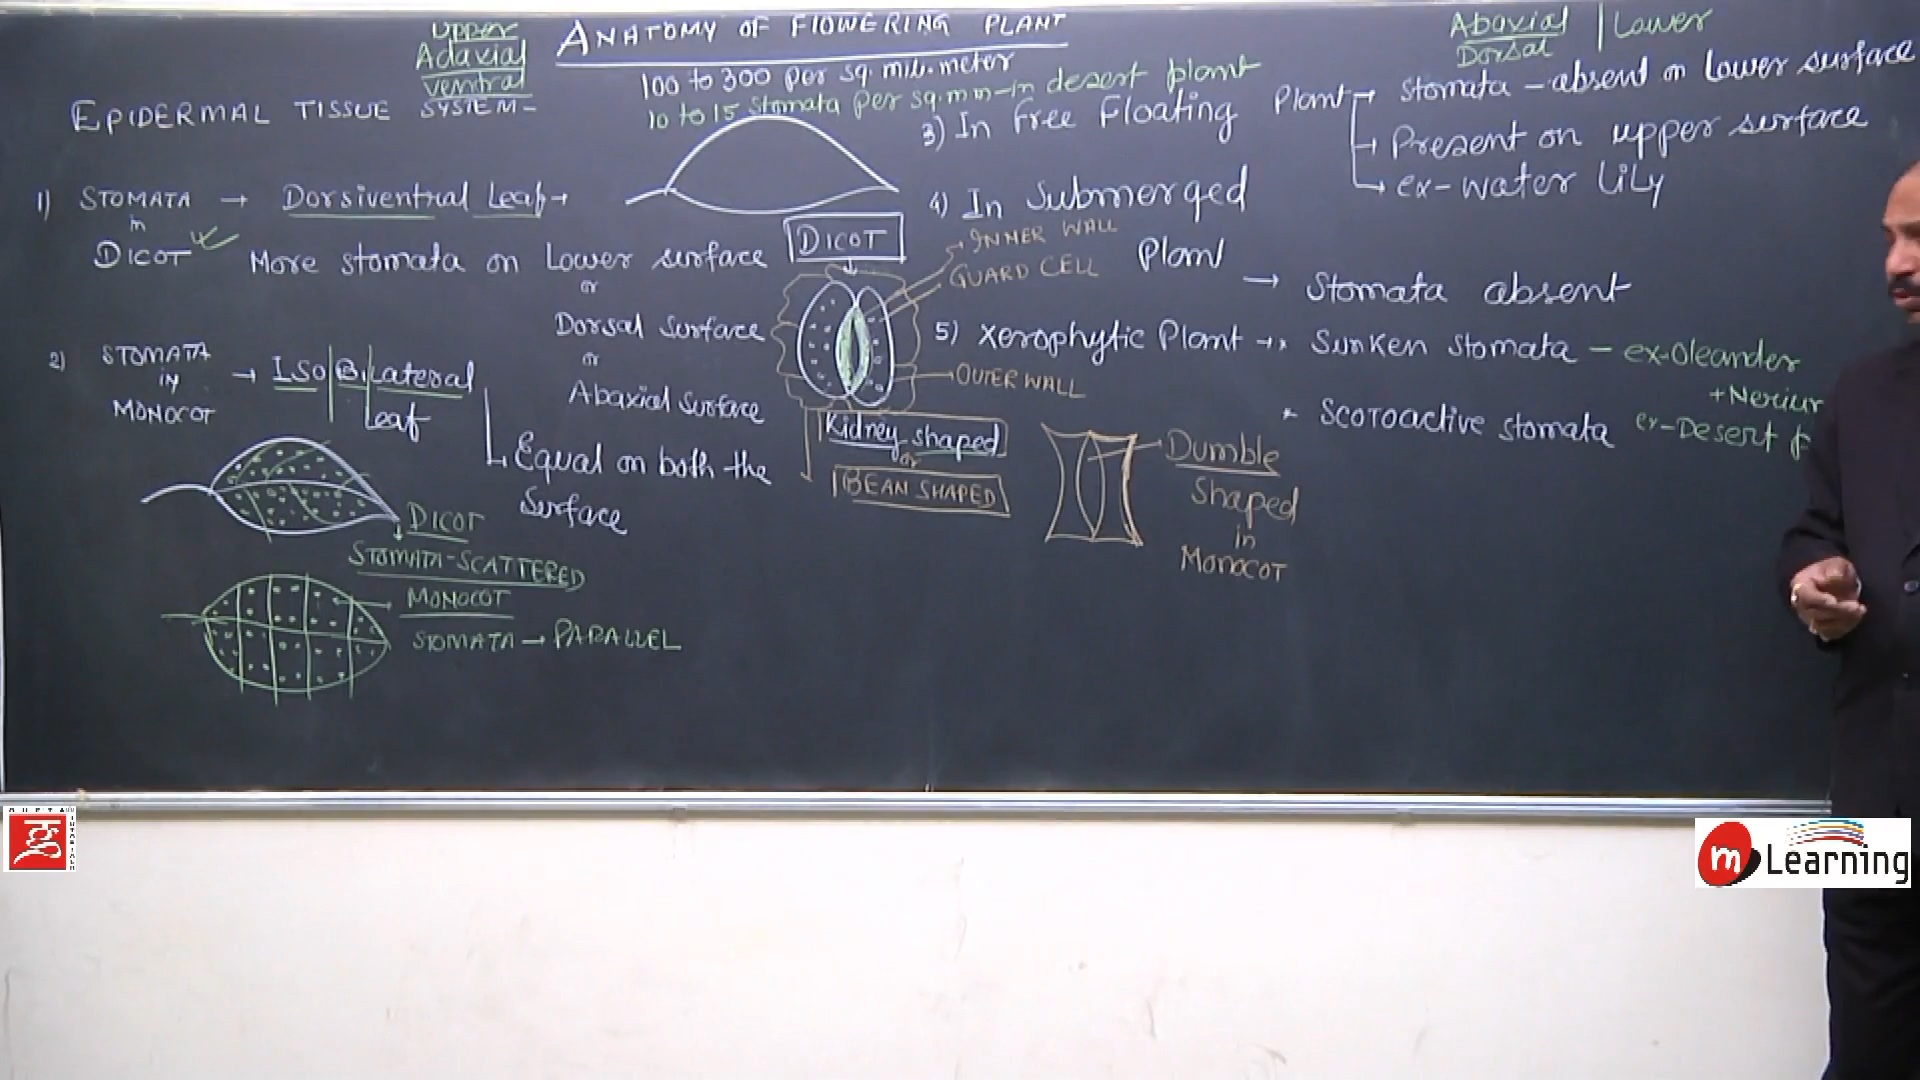 Upper
Adaxial
ventral
ANATOMY OF FLOWERING PLANT
100 to 300 per sq. mili. meter
10 to 15 stomata per sq. mm - in desert plant
Abaxial | Lower
Dorsal
EPIDERMAL TISSUE SYSTEM -
1) STOMATA → Dorsiventral Leaf →
in
DICOT
More stomata on Lower surface
or
Dorsal surface
or
Abaxial surface
2) STOMATA → ISO|Bi|Lateral
in
MONOCOT
Leaf
Equal on both the
surface
DICOT
STOMATA-SCATTERED
MONOCOT
STOMATA → PARALLEL
DICOT
INNER WALL
GUARD CELL
OUTER WALL
Kidney shaped
or
BEAN SHAPED
Dumble
Shaped
in
Monocot
3) In Free Floating Plant → Stomata - absent on Lower surface
→ Present on upper surface
→ ex- water Lily
4) In Submerged
Plant
→ Stomata absent
5) Xerophytic Plant → Sunken Stomata - ex-Oleander
+Nerium
* Scotoactive stomata ex-Desert P
GUPTA
TUTORIALS
m Learning